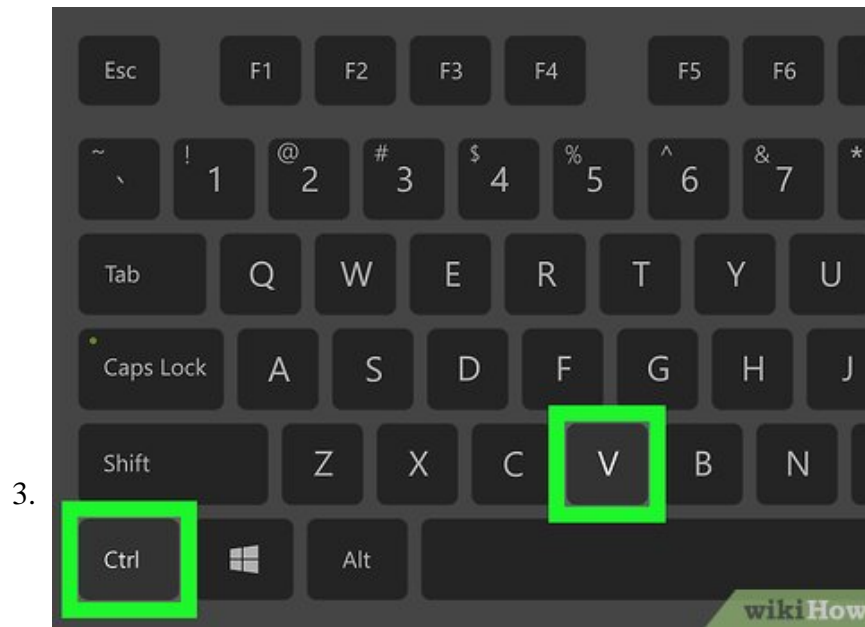 Esc F1 F2 F3 F4 F5 F6
~ ` ! 1 @ 2 # 3 $ 4 % 5 ^ 6 & 7 *
Tab Q W E R T Y U
Caps Lock A S D F G H J
Shift Z X C V B N
3.
Ctrl Alt
wikiHow